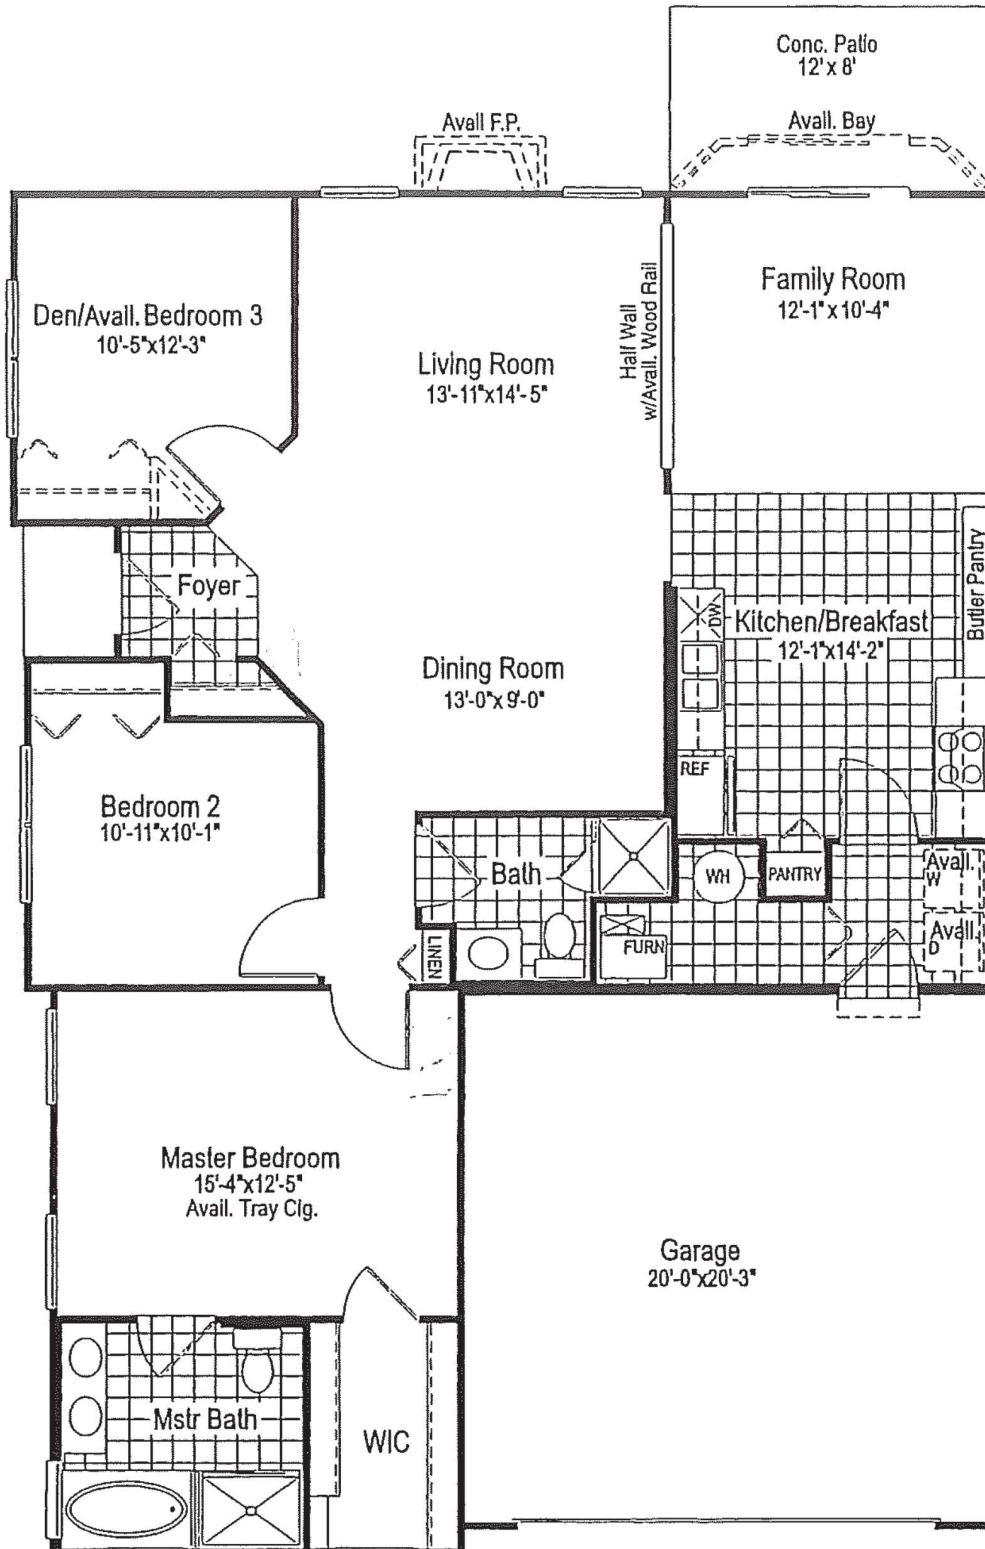 Conc. Patio
12' x 8'
Avail. Bay
Avail F.P.
Family Room
12'-1"x10'-4"
Den/Avail. Bedroom 3
10'-5"x12'-3"
Living Room
13'-11"x14'-5"
Half Wall
w/Avail. Wood Rail
Foyer
Butler Pantry
DW
Kitchen/Breakfast
12'-1"x14'-2"
Dining Room
13'-0"x 9'-0"
REF
Bedroom 2
10'-11"x10'-1"
Bath
WH
PANTRY
Avail.
W
LINEN
FURN
Avail.
D
Master Bedroom
15'-4"x12'-5"
Avail. Tray Clg.
Garage
20'-0"x20'-3"
Mstr Bath
WIC